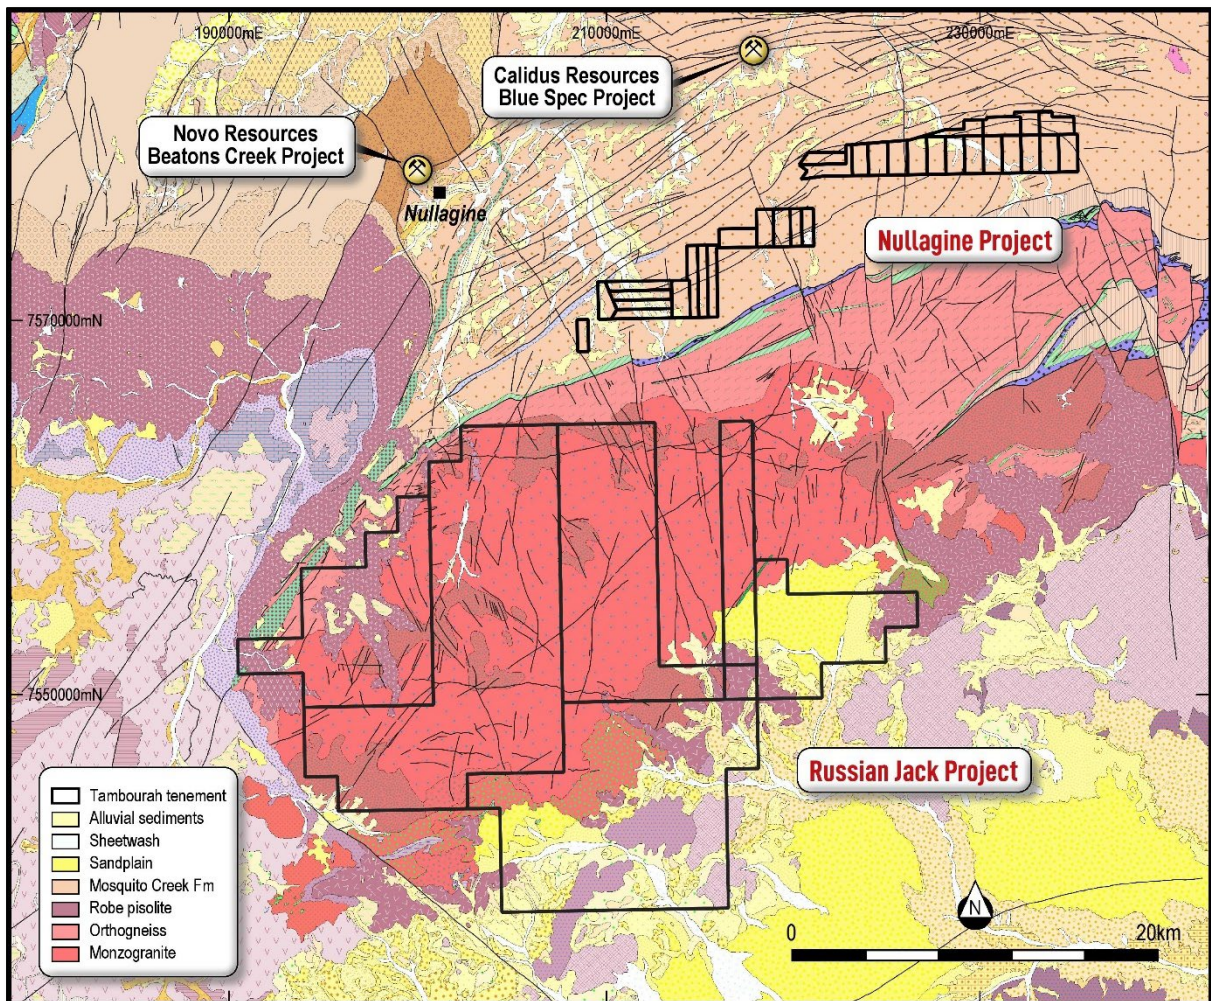 190000mE
210000mE
230000mE
Calidus Resources
Blue Spec Project
Novo Resources
Beatons Creek Project
Nullagine
Nullagine Project
7570000mN
7550000mN
Russian Jack Project
Tambourah tenement
Alluvial sediments
Sheetwash
Sandplain
Mosquito Creek Fm
Robe pisolite
Orthogneiss
Monzogranite
N
0
20km